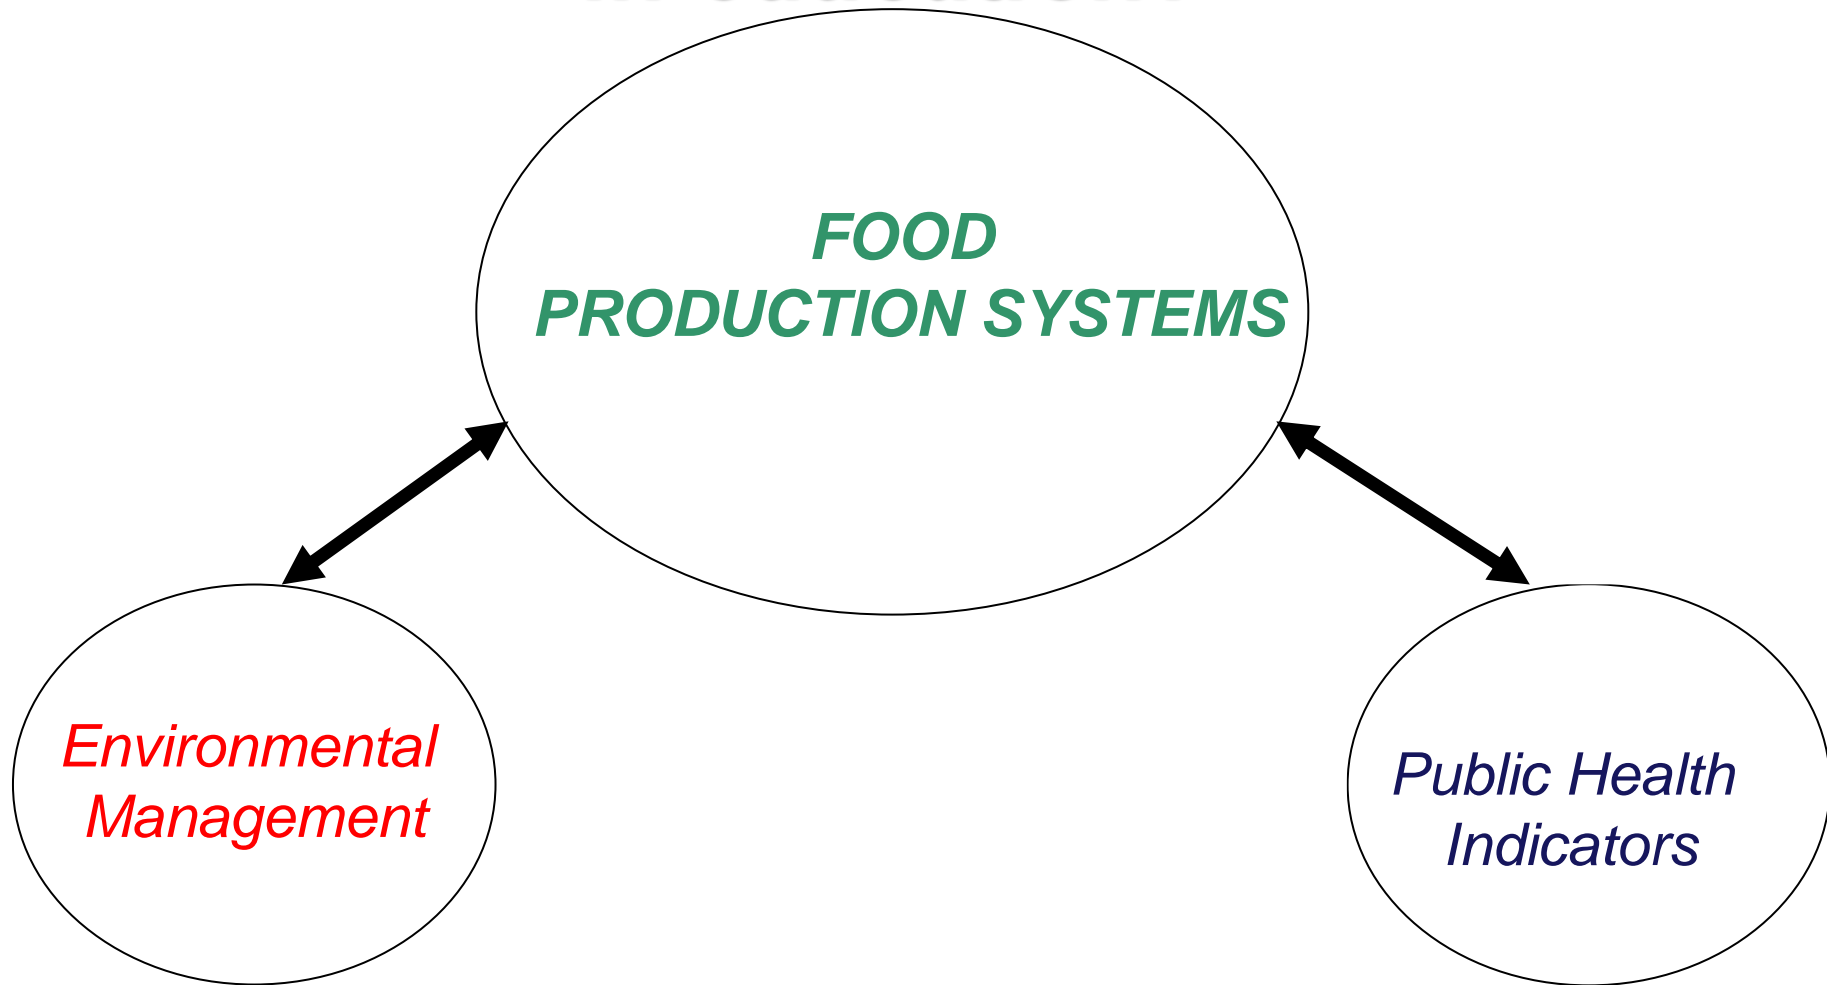 FOOD
PRODUCTION SYSTEMS
Environmental
Management
Public Health
Indicators